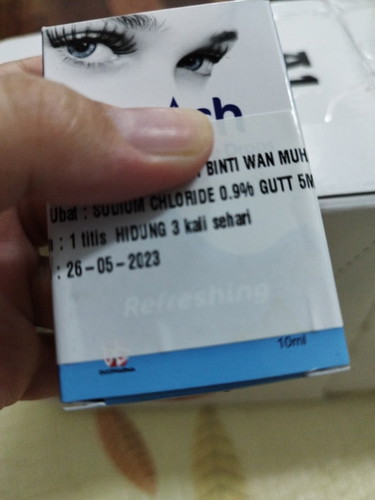 BINTI WAN MUH
Ubat : SODIUM CHLORIDE 0.9% GUTT 5N
: 1 titis HIDUNG 3 kali sehari
: 26-05-2023
Refreshing
10ml